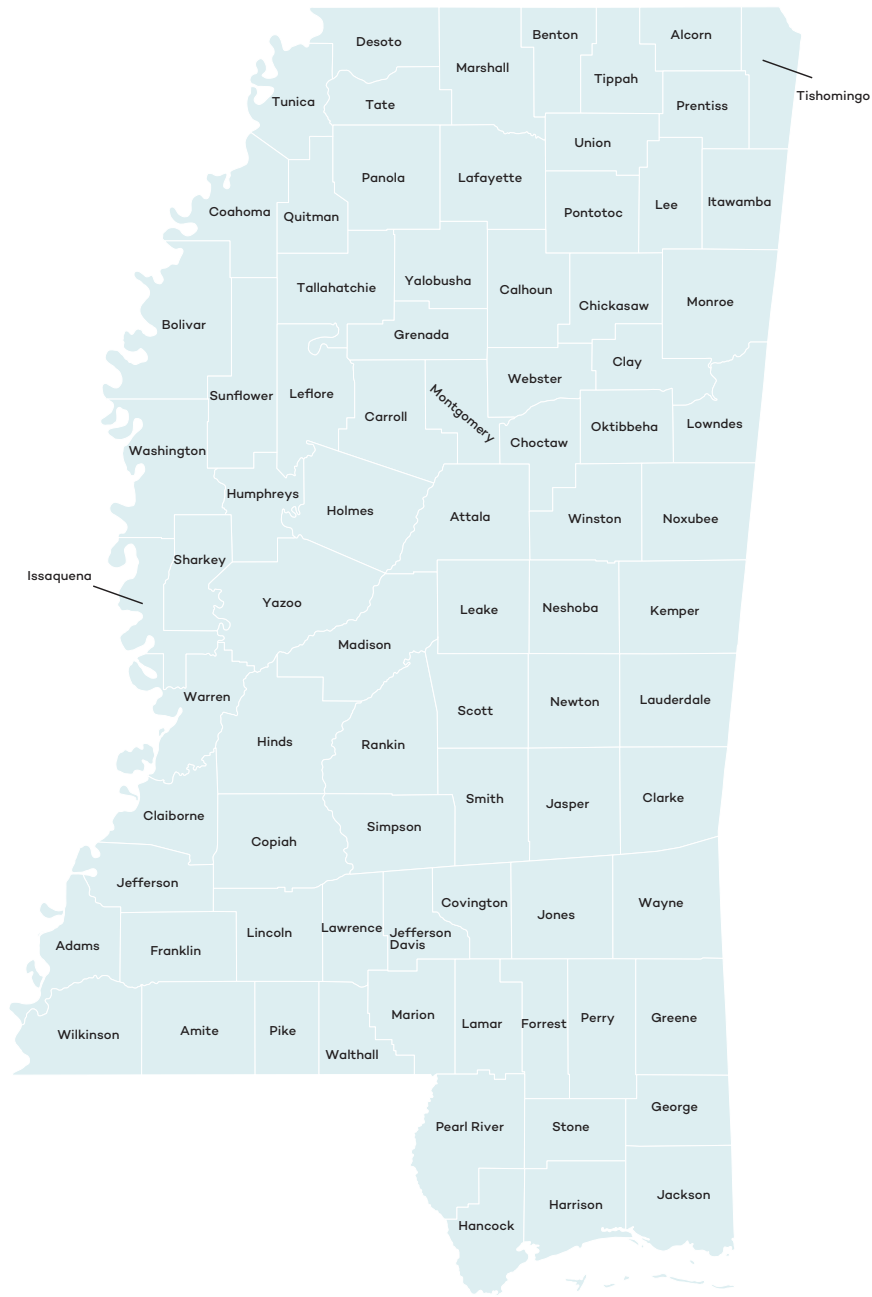 Desoto
Benton
Alcorn
Marshall
Tippah
Tishomingo
Tunica
Tate
Prentiss
Union
Panola
Lafayette
Coahoma
Quitman
Pontotoc
Lee
Itawamba
Tallahatchie
Yalobusha
Calhoun
Chickasaw
Monroe
Bolivar
Grenada
Clay
Sunflower
Leflore
Webster
Carroll
Montgomery
Washington
Choctaw
Oktibbeha
Lowndes
Humphreys
Holmes
Attala
Winston
Noxubee
Issaquena
Sharkey
Yazoo
Leake
Neshoba
Kemper
Madison
Warren
Scott
Newton
Lauderdale
Hinds
Rankin
Claiborne
Smith
Jasper
Clarke
Copiah
Simpson
Jefferson
Covington
Jones
Wayne
Adams
Franklin
Lincoln
Lawrence
Jefferson
Davis
Wilkinson
Amite
Pike
Walthall
Marion
Lamar
Forrest
Perry
Greene
Pearl River
Stone
George
Hancock
Harrison
Jackson